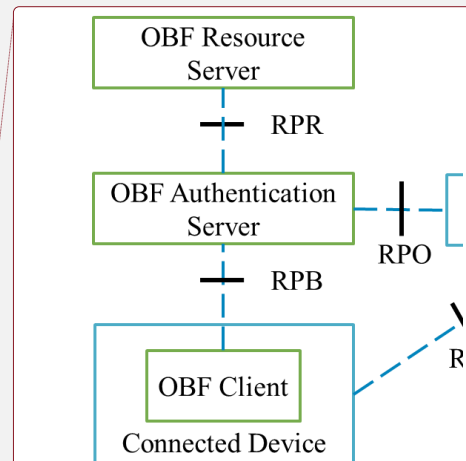 OBF Resource
Server
RPR
OBF Authentication
Server
RPO
RPB
OBF Client
Connected Device